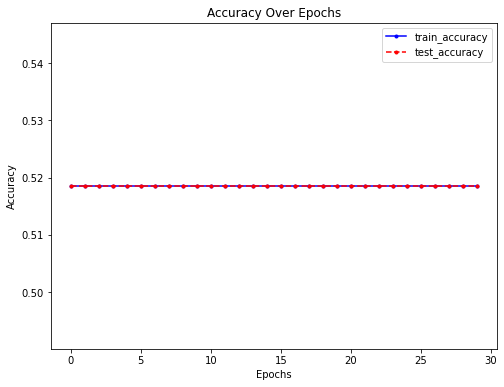 Accuracy Over Epochs
train_accuracy
test_accuracy
0.54
0.53
0.52
0.51
0.50
Accuracy
0 5 10 15 20 25 30
Epochs